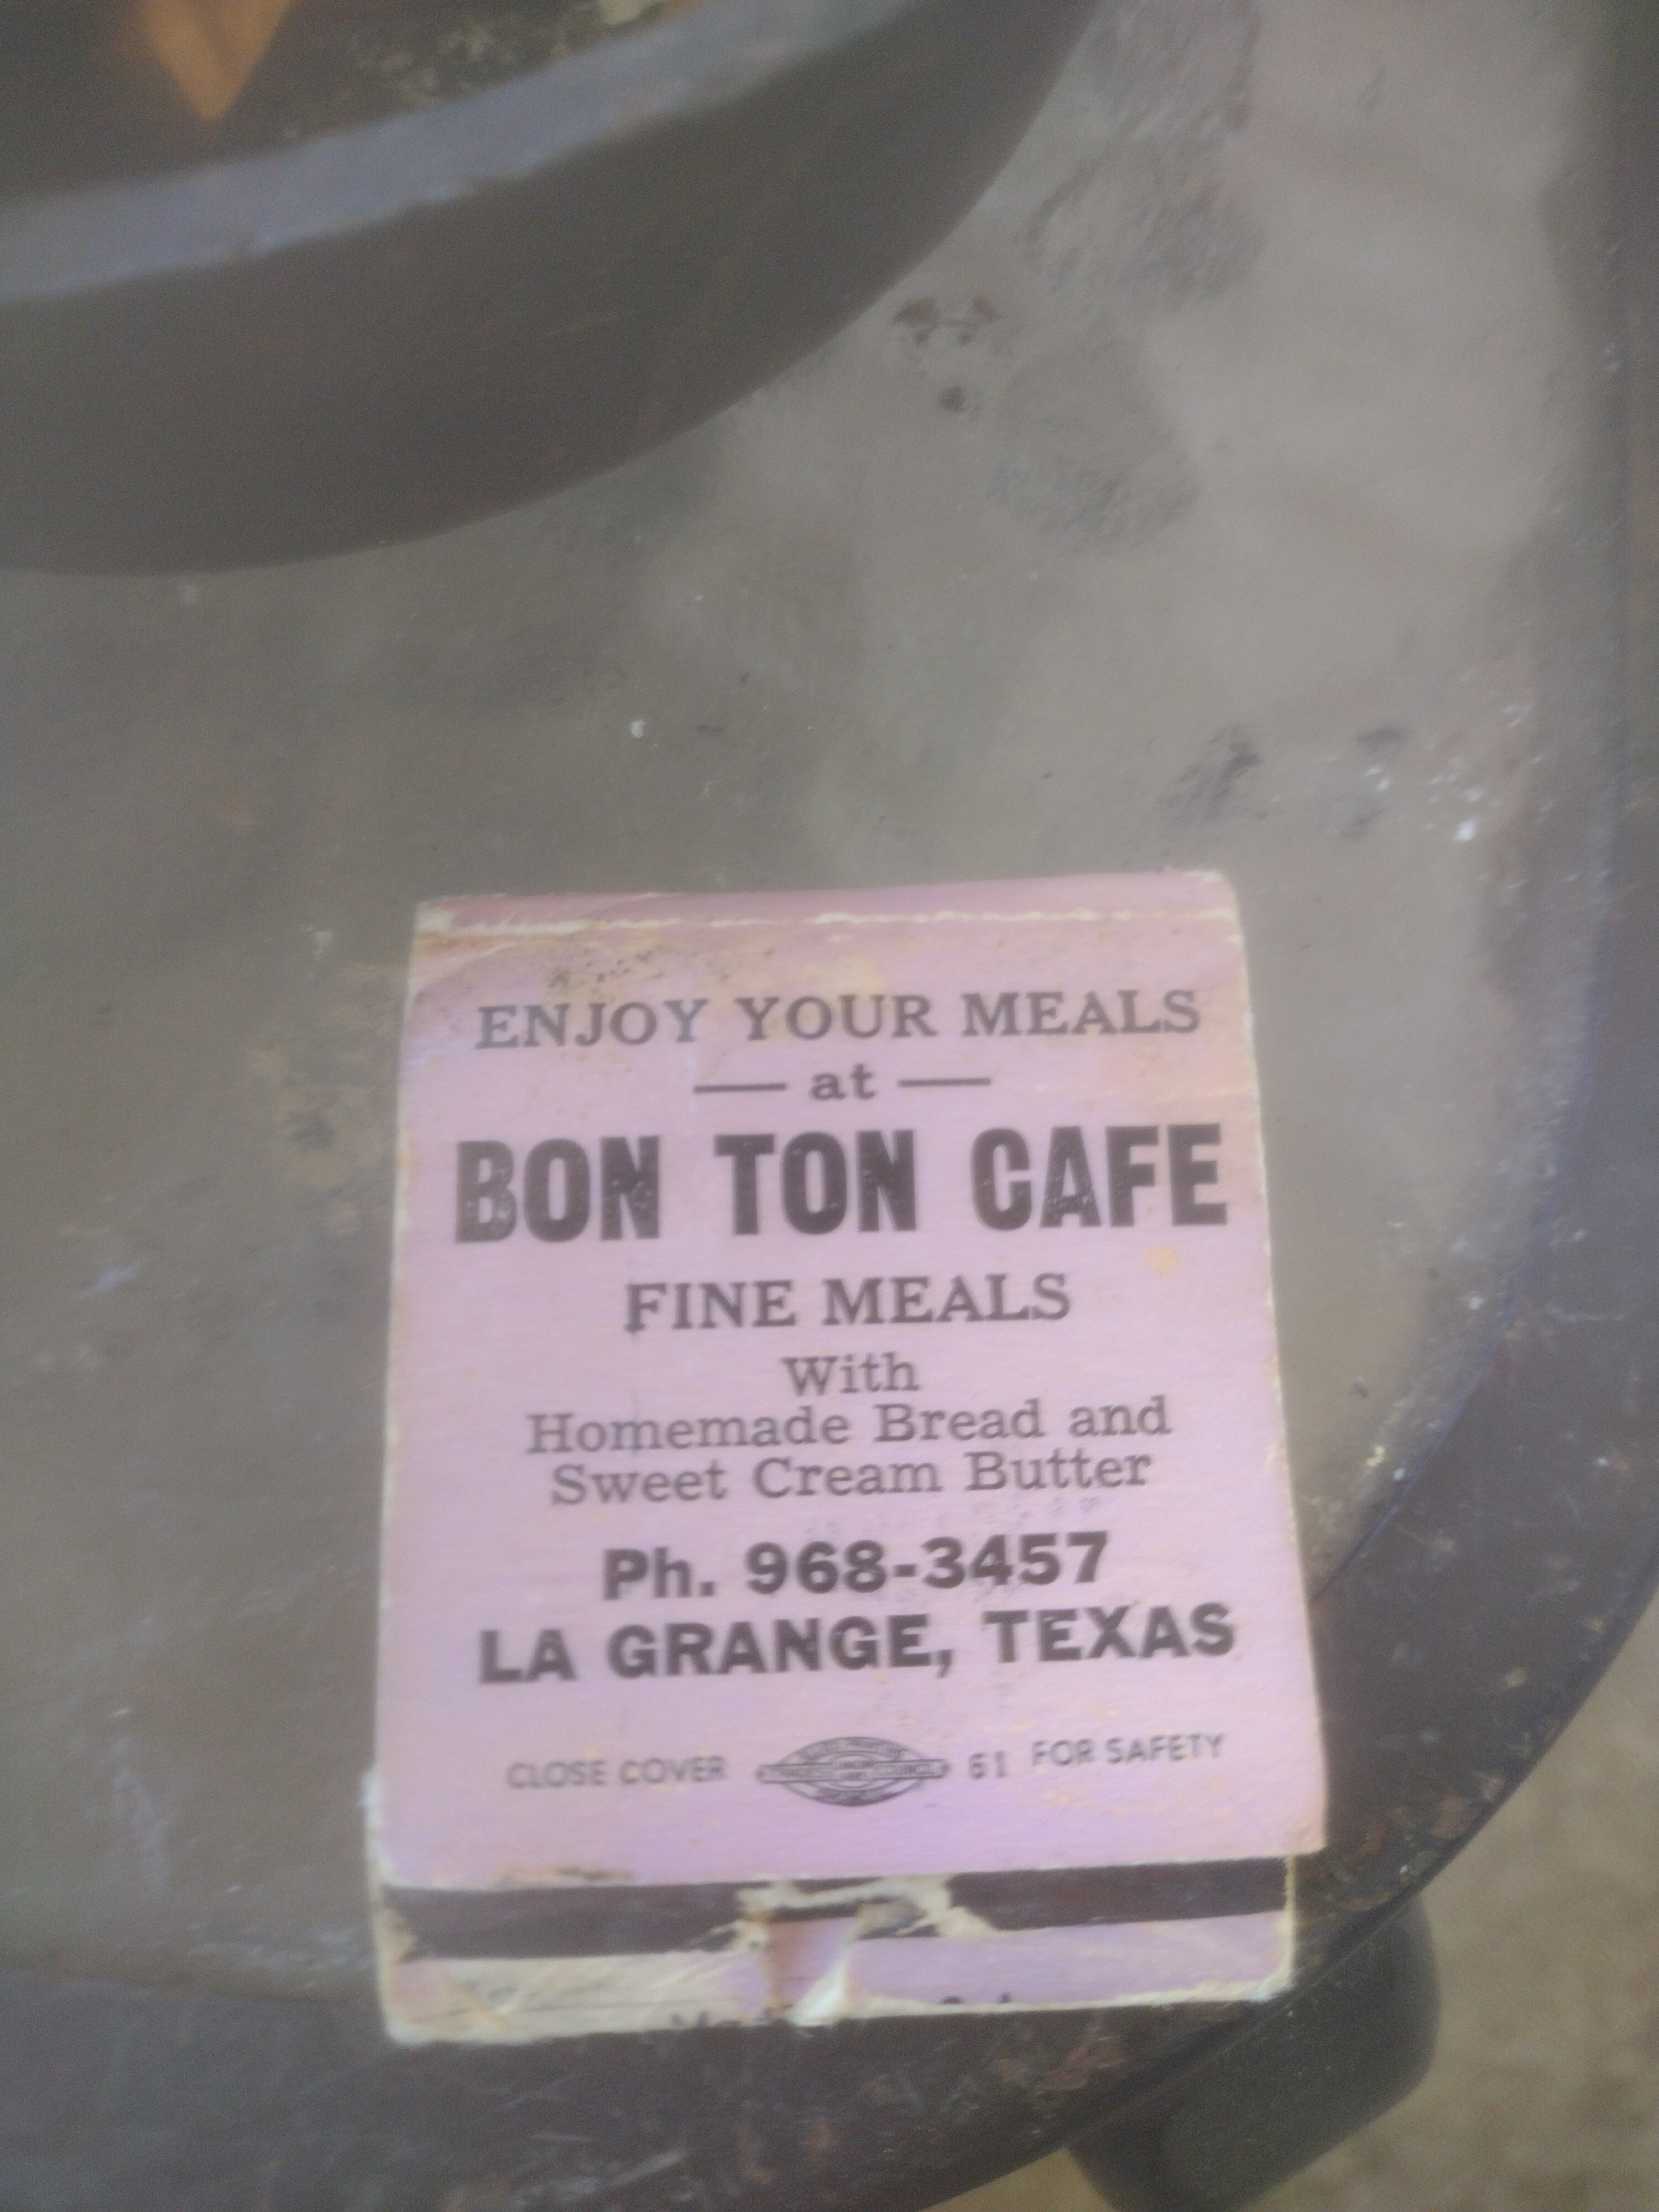 ENJOY YOUR MEALS
— at —
BON TON CAFE
FINE MEALS
With
Homemade Bread and
Sweet Cream Butter
Ph. 968-3457
LA GRANGE, TEXAS
CLOSE COVER 61 FOR SAFETY